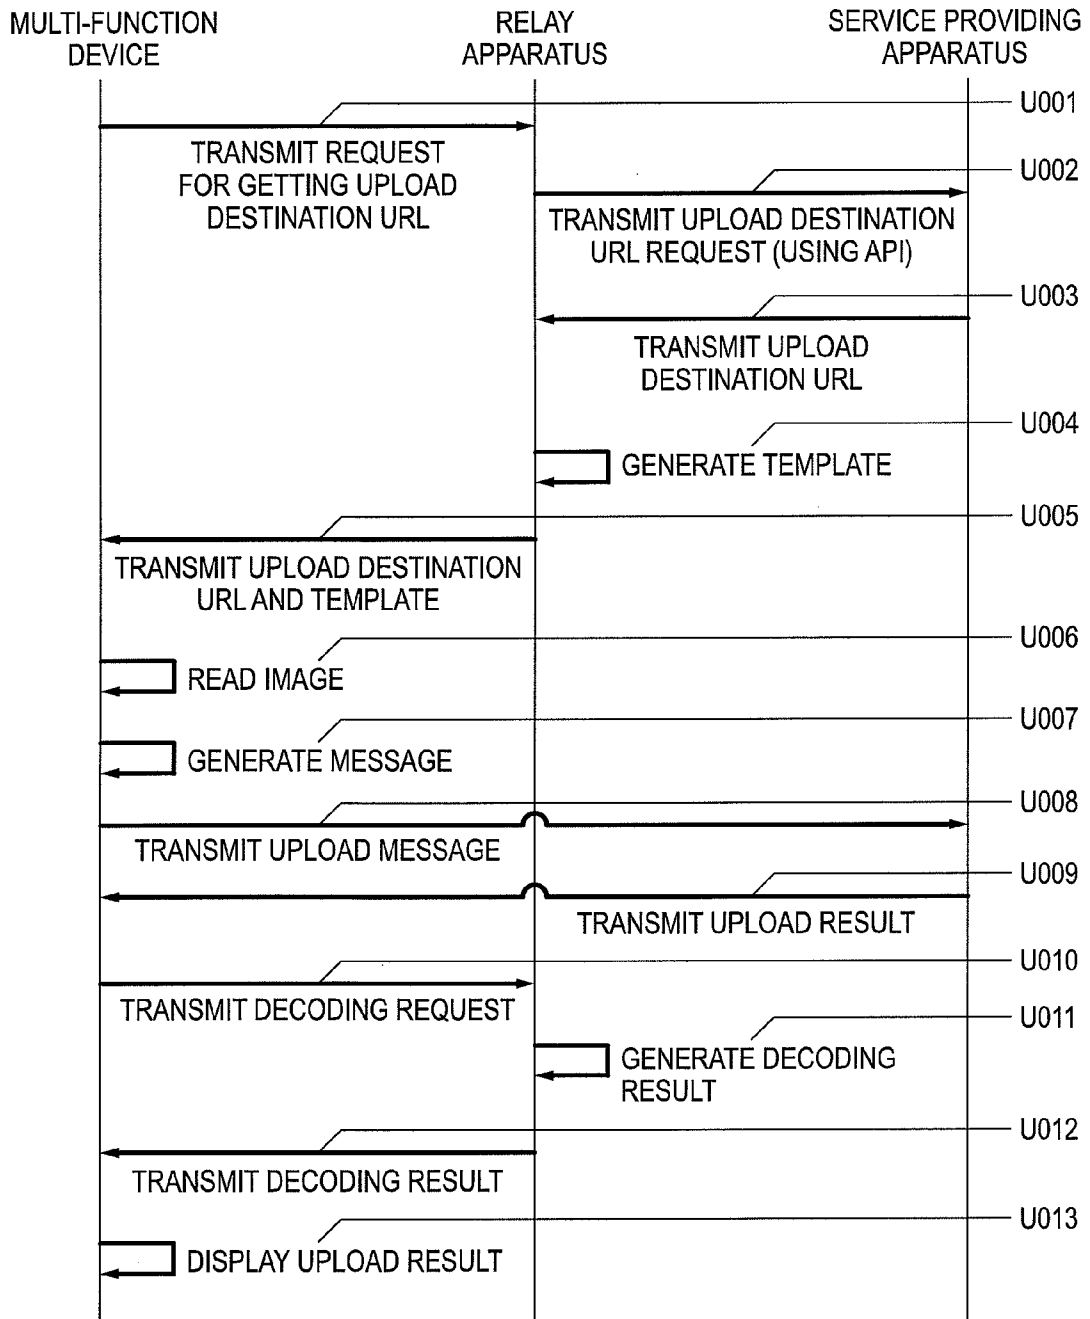 MULTI-FUNCTION
DEVICE
RELAY
APPARATUS
SERVICE PROVIDING
APPARATUS
U001
TRANSMIT REQUEST
FOR GETTING UPLOAD
DESTINATION URL
U002
TRANSMIT UPLOAD DESTINATION
URL REQUEST (USING API)
U003
TRANSMIT UPLOAD
DESTINATION URL
U004
GENERATE TEMPLATE
U005
TRANSMIT UPLOAD DESTINATION
URL AND TEMPLATE
U006
READ IMAGE
U007
GENERATE MESSAGE
U008
TRANSMIT UPLOAD MESSAGE
U009
TRANSMIT UPLOAD RESULT
U010
TRANSMIT DECODING REQUEST
U011
GENERATE DECODING
RESULT
U012
TRANSMIT DECODING RESULT
U013
DISPLAY UPLOAD RESULT